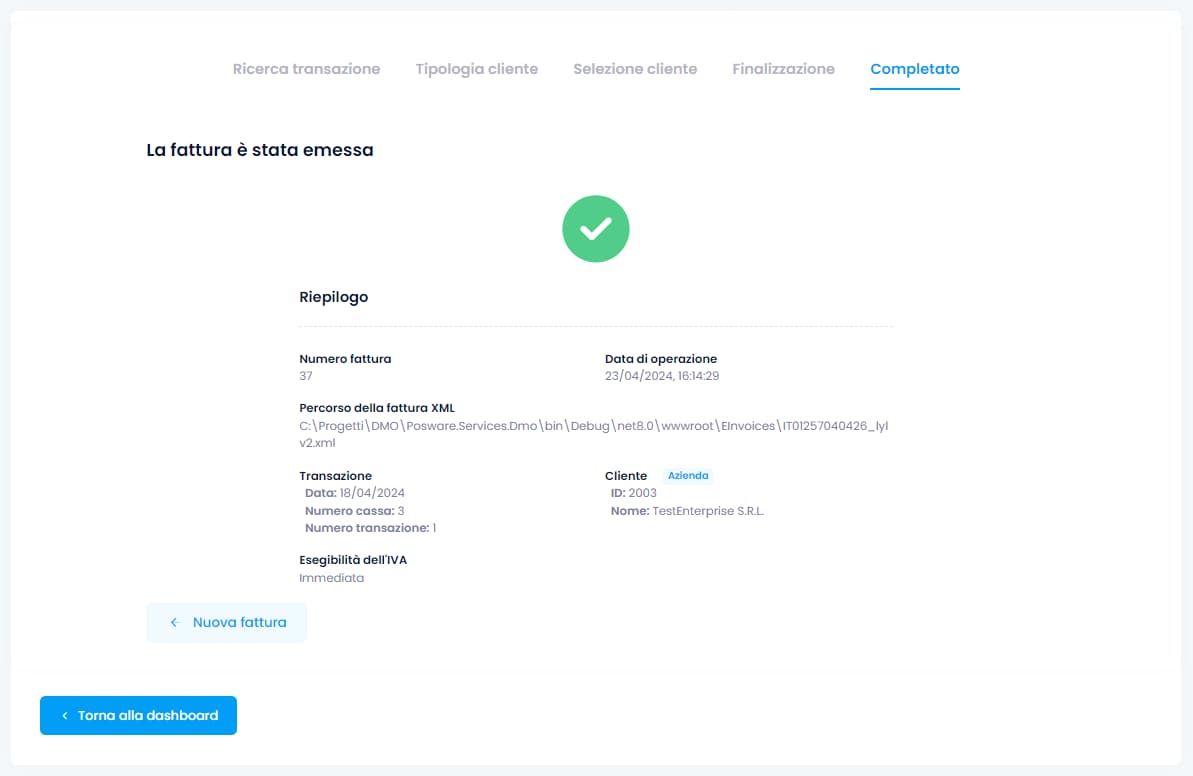 Ricerca transazione Tipologia cliente Selezione cliente Finalizzazione Completato
La fattura è stata emessa
Riepilogo
Numero fattura Data di operazione
37 23/04/2024, 16:14:29
Percorso della fattura XML
C:\Progetti\DMO\Posware.Services.Dmo\bin\Debug\net8.0\wwwroot\EInvoices\IT01257040426_lyl
v2.xml
Transazione Cliente Azienda
Data: 18/04/2024 ID: 2003
Numero cassa: 3 Nome: TestEnterprise S.R.L.
Numero transazione: 1
Esegibilità dell'IVA
Immediata
Nuova fattura
Torna alla dashboard